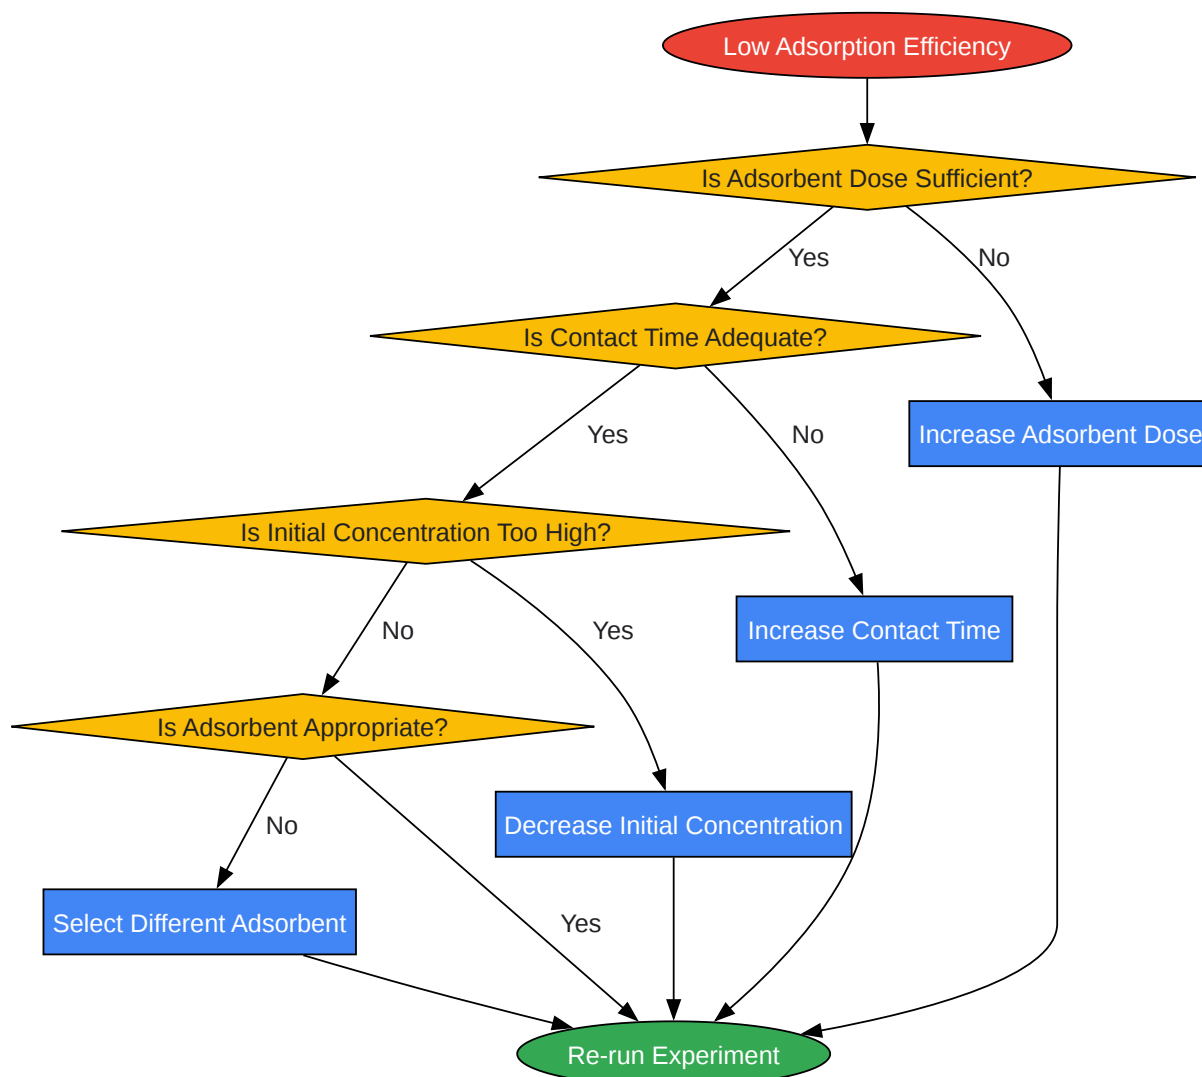 Low Adsorption Efficiency
Is Adsorbent Dose Sufficient?
Yes
No
Is Contact Time Adequate?
Yes
No
Increase Adsorbent Dose
Is Initial Concentration Too High?
No
Yes
Increase Contact Time
Is Adsorbent Appropriate?
No
Decrease Initial Concentration
Select Different Adsorbent
Yes
Re-run Experiment